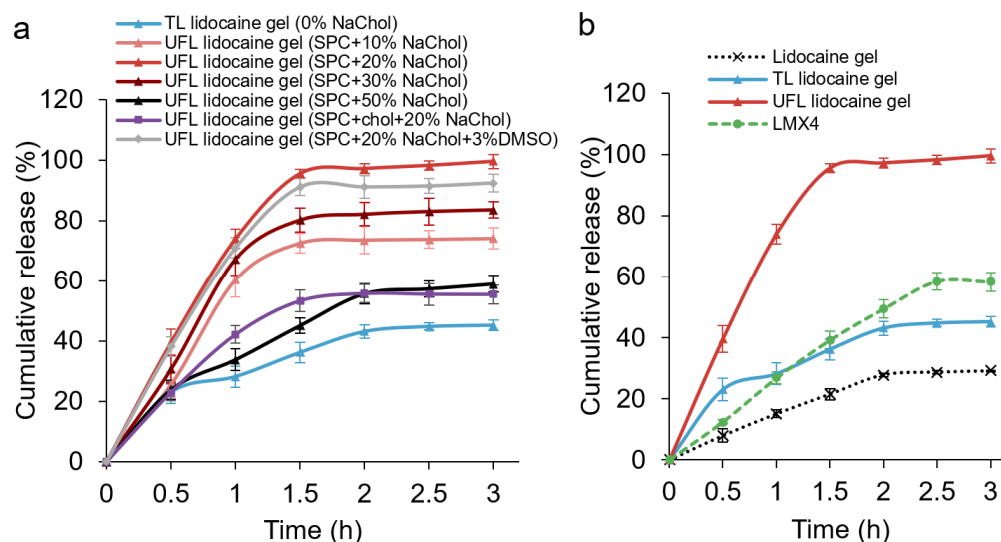 a
TL lidocaine gel (0% NaChol)
UFL lidocaine gel (SPC+10% NaChol)
UFL lidocaine gel (SPC+20% NaChol)
UFL lidocaine gel (SPC+30% NaChol)
UFL lidocaine gel (SPC+50% NaChol)
UFL lidocaine gel (SPC+chol+20% NaChol)
UFL lidocaine gel (SPC+20% NaChol+3%DMSO)
Cumulative release (%)
120
100
80
60
40
20
0
0 0.5 1 1.5 2 2.5 3
Time (h)
b
Lidocaine gel
TL lidocaine gel
UFL lidocaine gel
LMX4
Cumulative release (%)
120
100
80
60
40
20
0
0 0.5 1 1.5 2 2.5 3
Time (h)